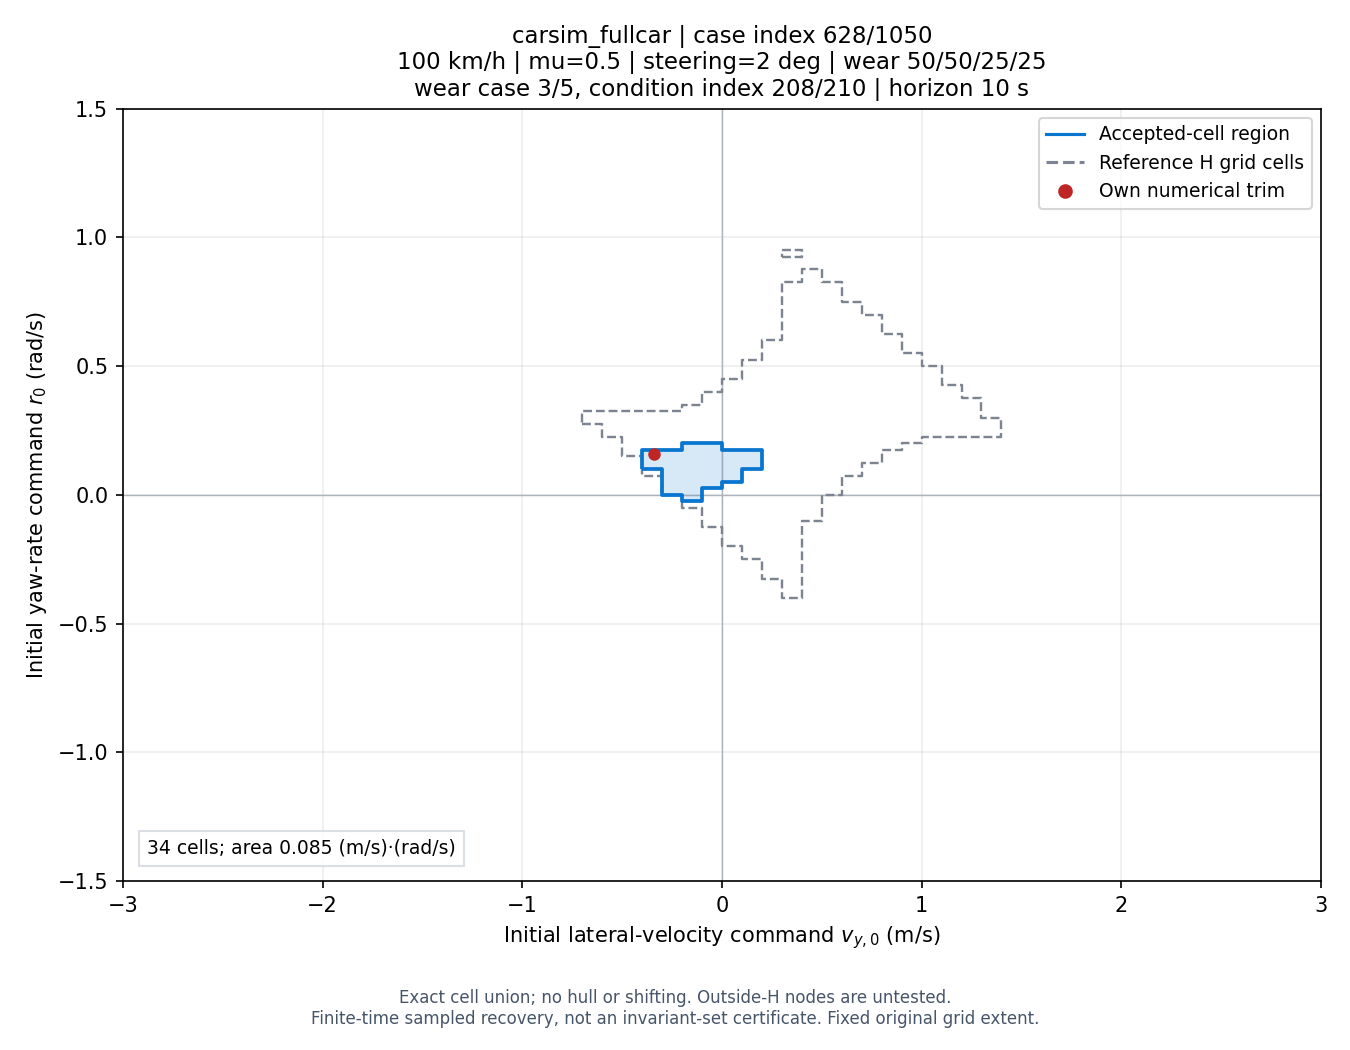 carsim_fullcar | case index 628/1050
100 km/h | mu=0.5 | steering=2 deg | wear 50/50/25/25
wear case 3/5, condition index 208/210 | horizon 10 s
1.5
1.0
0.5
0.0
−0.5
−1.0
−1.5
Initial yaw-rate command r₀ (rad/s)
Accepted-cell region
Reference H grid cells
Own numerical trim
34 cells; area 0.085 (m/s)·(rad/s)
−3
−2
−1
0
1
2
3
Initial lateral-velocity command v_{y, 0} (m/s)
Exact cell union; no hull or shifting. Outside-H nodes are untested.
Finite-time sampled recovery, not an invariant-set certificate. Fixed original grid extent.